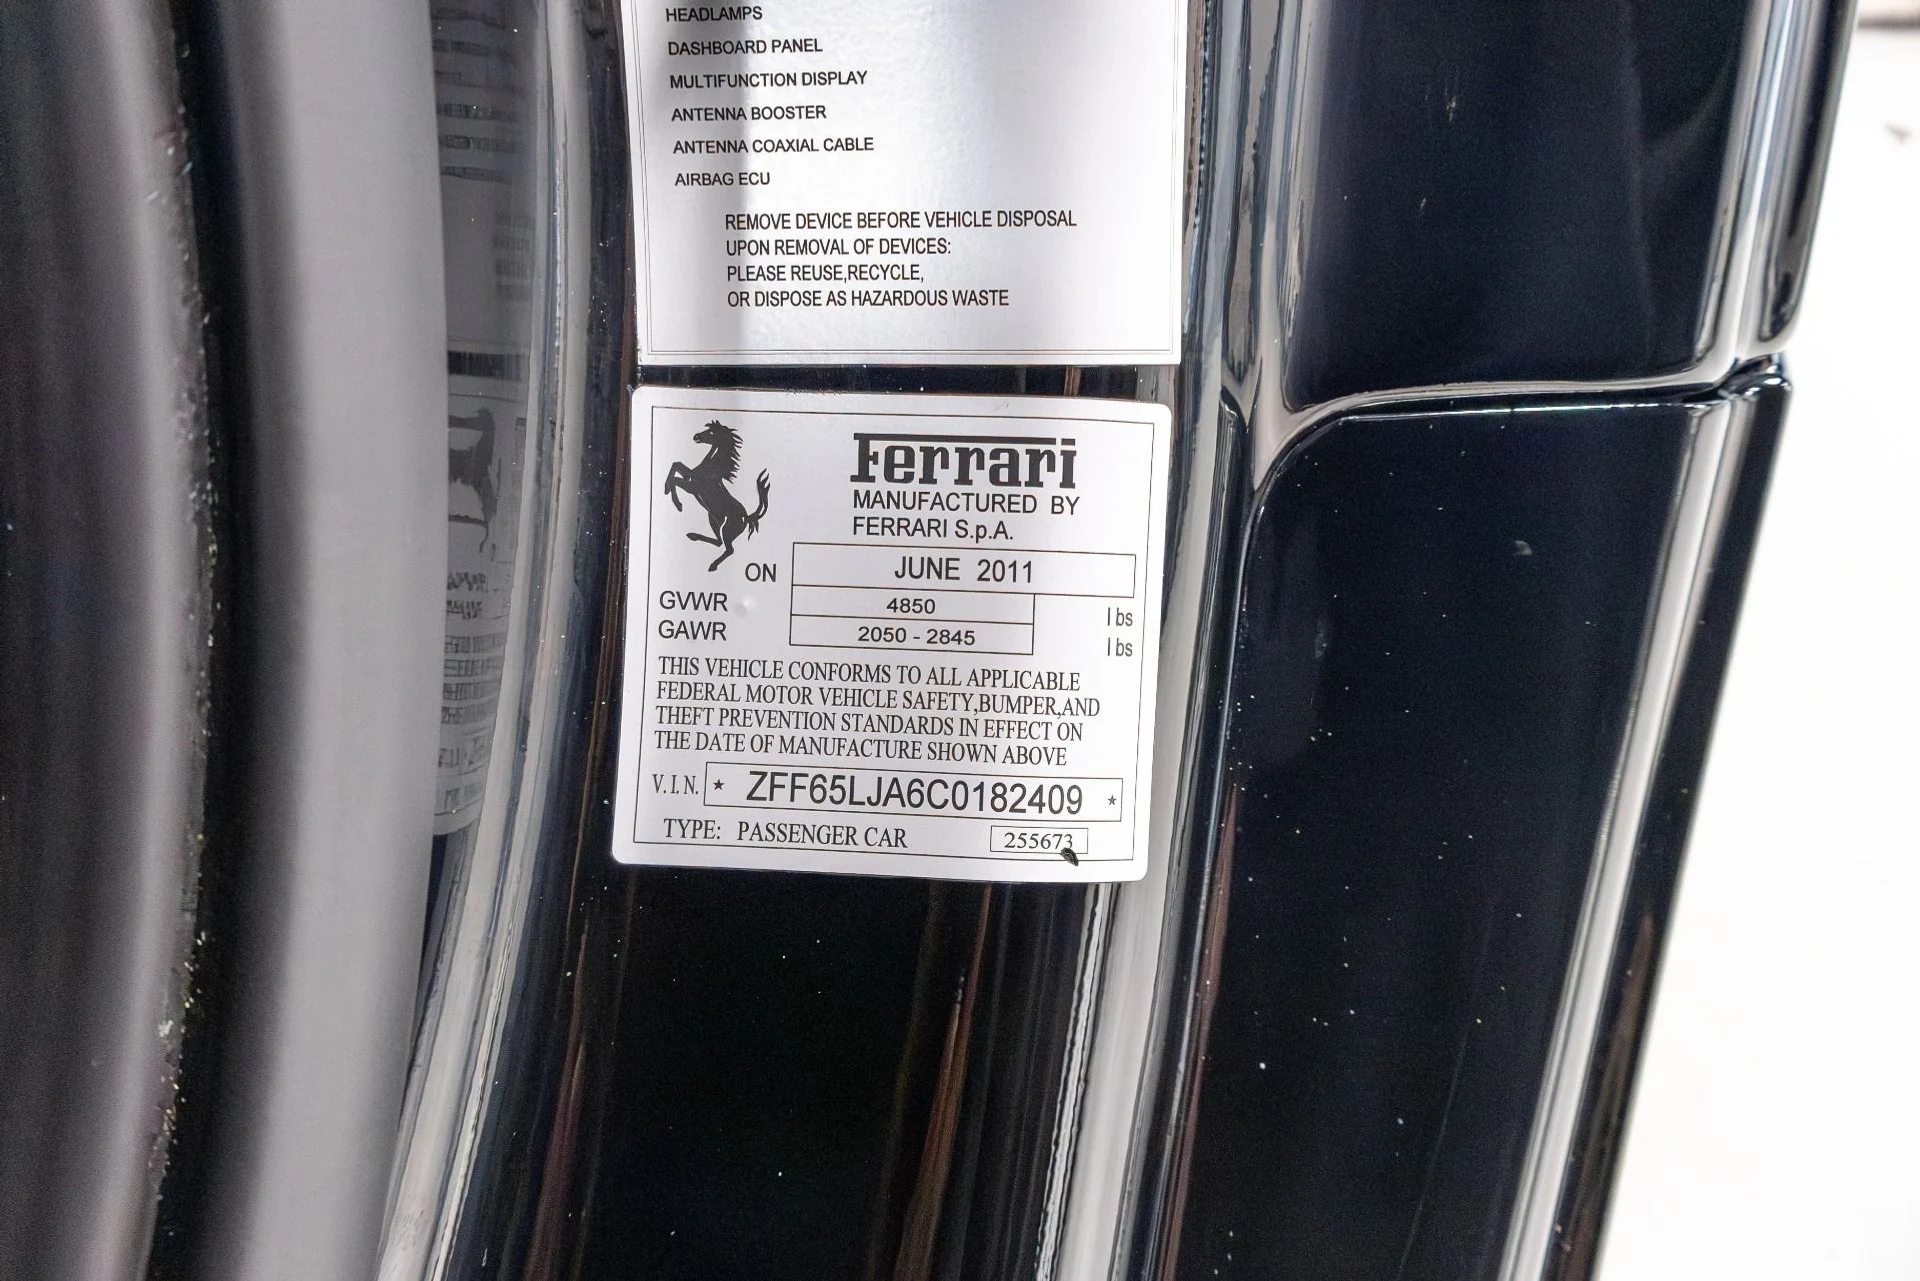 HEADLAMPS
DASHBOARD PANEL
MULTIFUNCTION DISPLAY
ANTENNA BOOSTER
ANTENNA COAXIAL CABLE
AIRBAG ECU
REMOVE DEVICE BEFORE VEHICLE DISPOSAL
UPON REMOVAL OF DEVICES:
PLEASE REUSE,RECYCLE,
OR DISPOSE AS HAZARDOUS WASTE
Ferrari
MANUFACTURED BY
FERRARI S.p.A.
ON JUNE 2011
GVWR 4850 lbs
GAWR 2050 - 2845 lbs
THIS VEHICLE CONFORMS TO ALL APPLICABLE
FEDERAL MOTOR VEHICLE SAFETY,BUMPER,AND
THEFT PREVENTION STANDARDS IN EFFECT ON
THE DATE OF MANUFACTURE SHOWN ABOVE
V.I.N. * ZFF65LJA6C0182409 *
TYPE: PASSENGER CAR 255673